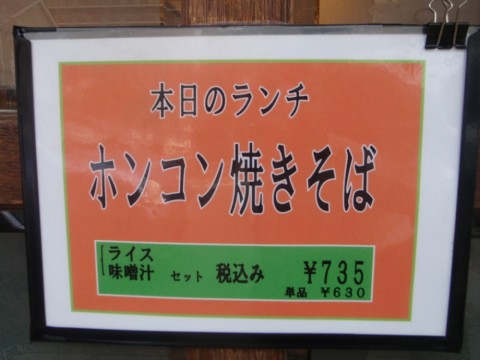 本日のランチ
ホンコン焼きそば
ライス
味噌汁 セット 税込み ¥735
単品 ¥630